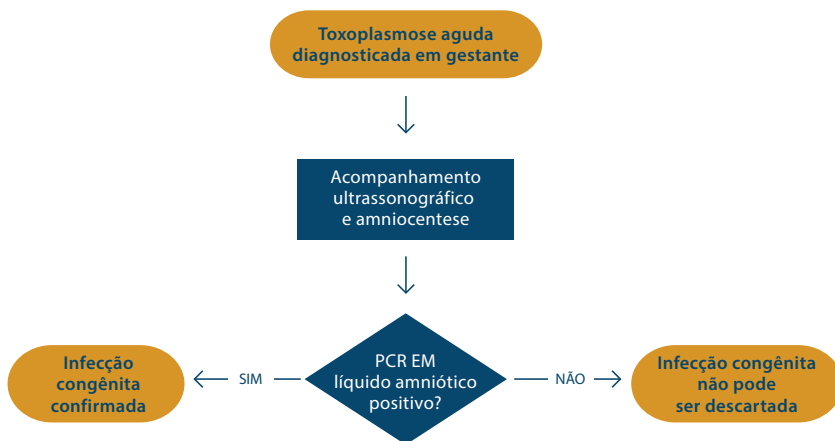 Toxoplasmose aguda
diagnosticada em gestante
Acompanhamento
ultrassonográfico
e amniocentese
PCR EM
líquido amniótico
positivo?
SIM
Infecção
congênita
confirmada
NÃO
Infecção congênita
não pode
ser descartada